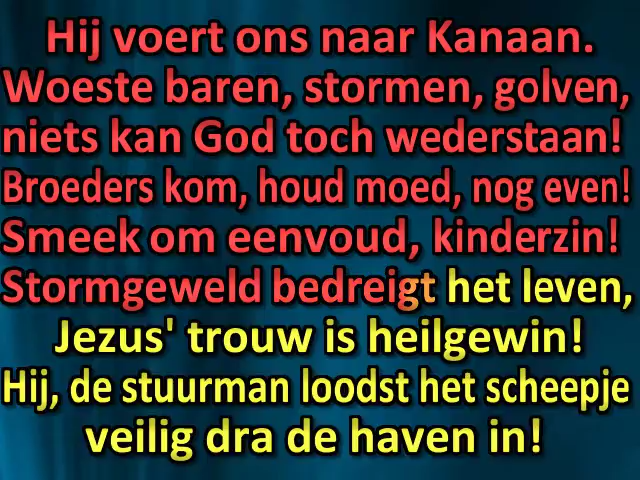 Hij voert ons naar Kanaan.
Woeste baren, stormen, golven,
niets kan God toch wederstaan!
Broeders kom, houd moed, nog even!
Smeek om eenvoud, kinderzin!
Stormgeweld bedreigt het leven,
Jezus' trouw is heilgewin!
Hij, de stuurman loodst het scheepje
veilig dra de haven in!